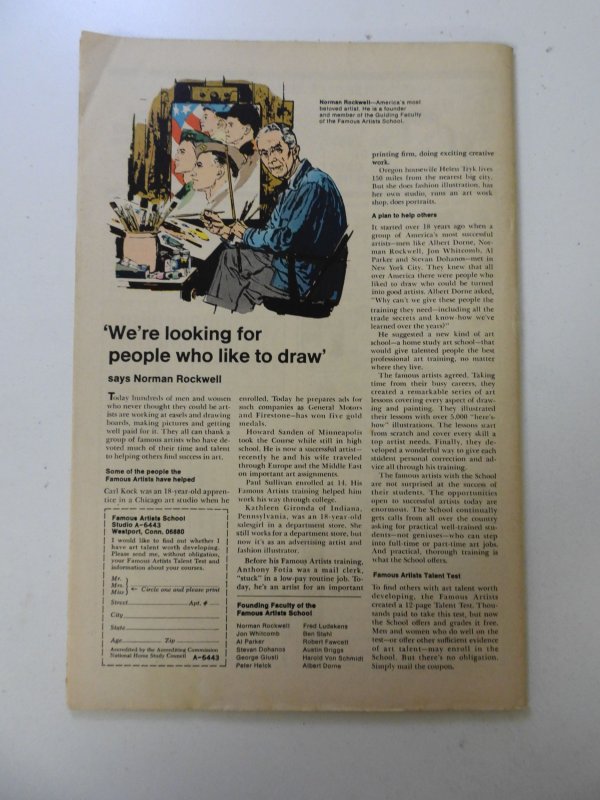 Norman Rockwell—America's most
beloved artist. He is a founder
and member of the Guiding Faculty
of the Famous Artists School.
'We're looking for
people who like to draw'
says Norman Rockwell
Today hundreds of men and women
who never thought they could be art-
ists are working at easels and drawing
boards, making pictures and getting
well paid for it. They all can thank a
group of famous artists who have de-
voted much of their time and talent
to helping others find success in art.
Some of the people the
Famous Artists have helped
Carl Kock was an 18-year-old appren-
tice in a Chicago art studio when he
enrolled. Today he prepares ads for
such companies as General Motors
and Firestone—has won five gold
medals.
Howard Sanden of Minneapolis
took the Course while still in high
school. He is now a successful artist—
recently he and his wife traveled
through Europe and the Middle East
on important art assignments.
Paul Sullivan enrolled at 14. His
Famous Artists training helped him
work his way through college.
Kathleen Gironda of Indiana,
Pennsylvania, was an 18-year-old
salesgirl in a department store. She
still works for a department store, but
now it's as an advertising artist and
fashion illustrator.
Before his Famous Artists training,
Anthony Fotia was a mail clerk,
"stuck" in a low-pay routine job. To-
day, he's an artist for an important
printing firm, doing exciting creative
work.
Oregon housewife Helen Tryk lives
150 miles from the nearest big city.
But she does fashion illustration, has
her own studio, runs an art work
shop, does portraits.
A plan to help others
It started over 18 years ago when a
group of America's most successful
artists—men like Albert Dorne, Nor-
man Rockwell, Jon Whitcomb, Al
Parker and Stevan Dohanos—met in
New York City. They knew that all
over America there were people who
liked to draw who could be turned
into good artists. Albert Dorne asked,
"Why can't we give these people the
training they need—including all the
trade secrets and know-how we've
learned over the years?"
He suggested a new kind of art
school—a home study art school—that
would give talented people the best
professional art training, no matter
where they live.
The famous artists agreed. Taking
time from their busy careers, they
created a remarkable series of art
lessons covering every aspect of draw-
ing and painting. They illustrated
their lessons with over 5,000 "here's
how" illustrations. The lessons start
from scratch and cover every skill a
top artist needs. Finally, they de-
veloped a wonderful way to give each
student personal correction and ad-
vice all through his training.
The famous artists with the School
are not surprised at the success of
their students. The opportunities
open to successful artists today are
enormous. The School continually
gets calls from all over the country
asking for practical well-trained stu-
dents—not geniuses—who can step
into full-time or part-time art jobs.
And practical, thorough training is
what the School offers.
Famous Artists Talent Test
To find others with art talent worth
developing, the Famous Artists
created a 12-page Talent Test. Thou-
sands paid to take this test, but now
the School offers and grades it free.
Men and women who do well on the
test—or offer other sufficient evidence
of art talent—may enroll in the
School. But there's no obligation.
Simply mail the coupon.
Famous Artists School
Studio A-6443
Westport, Conn. 06880
I would like to find out whether I
have art talent worth developing.
Please send me, without obligation,
your Famous Artists Talent Test and
information about your courses.
Mr.
Mrs.
Miss
← Circle one and please print
Street Apt. #
City
State
Age Zip
Accredited by the Accrediting Commission
National Home Study Council A-6443
Founding Faculty of the
Famous Artists School
Norman Rockwell
Jon Whitcomb
Al Parker
Stevan Dohanos
George Giusti
Peter Helck
Fred Ludekens
Ben Stahl
Robert Fawcett
Austin Briggs
Harold Von Schmidt
Albert Dorne